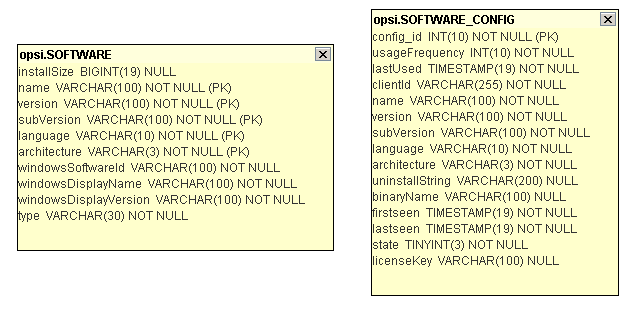 opsi.SOFTWARE
installSize BIGINT(19) NULL
name VARCHAR(100) NOT NULL (PK)
version VARCHAR(100) NOT NULL (PK)
subVersion VARCHAR(100) NOT NULL (PK)
language VARCHAR(10) NOT NULL (PK)
architecture VARCHAR(3) NOT NULL (PK)
windowsSoftwareId VARCHAR(100) NOT NULL
windowsDisplayName VARCHAR(100) NOT NULL
windowsDisplayVersion VARCHAR(100) NOT NULL
type VARCHAR(30) NOT NULL
opsi.SOFTWARE_CONFIG
config_id INT(10) NOT NULL (PK)
usageFrequency INT(10) NOT NULL
lastUsed TIMESTAMP(19) NOT NULL
clientId VARCHAR(255) NOT NULL
name VARCHAR(100) NOT NULL
version VARCHAR(100) NOT NULL
subVersion VARCHAR(100) NOT NULL
language VARCHAR(10) NOT NULL
architecture VARCHAR(3) NOT NULL
uninstallString VARCHAR(200) NULL
binaryName VARCHAR(100) NULL
firstseen TIMESTAMP(19) NOT NULL
lastseen TIMESTAMP(19) NOT NULL
state TINYINT(3) NOT NULL
licenseKey VARCHAR(100) NULL